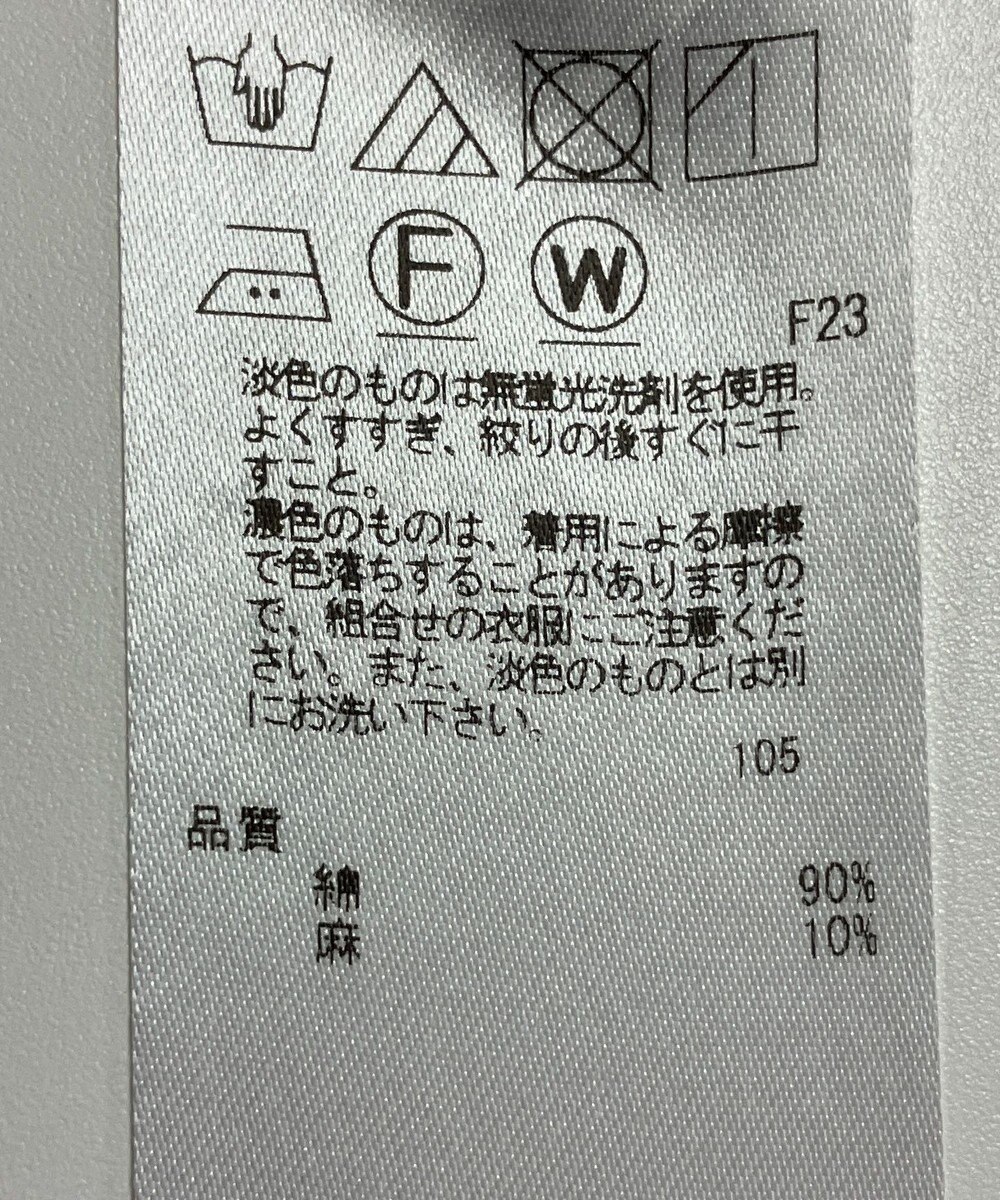 F
W
F23
淡色のものは無蛍光洗剤を使用。
よくすすぎ、絞りの後すぐに干
すこと。
濃色のものは、着用による摩擦
で色落ちすることがありますの
で、組合せの衣服にご注意くだ
さい。また、淡色のものとは別
にお洗い下さい。
105
品質
綿 90%
麻 10%